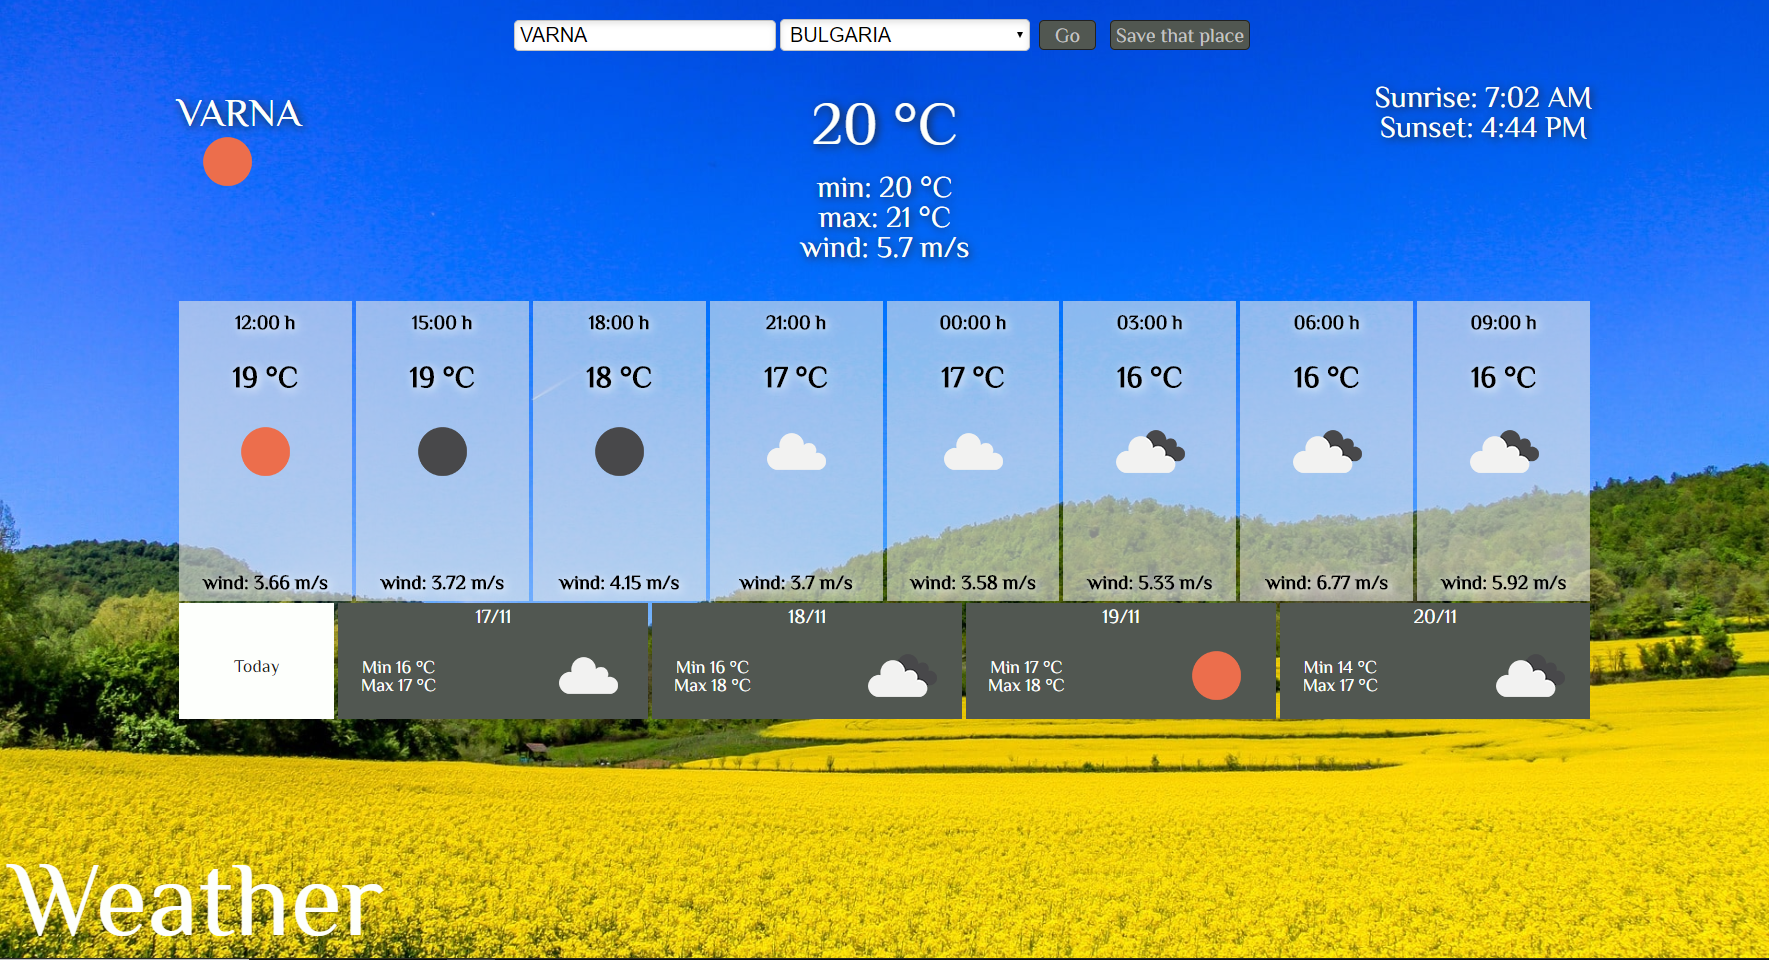 VARNA
BULGARIA
Go
Save that place
VARNA
20 °C
min: 20 °C
max: 21 °C
wind: 5.7 m/s
Sunrise: 7:02 AM
Sunset: 4:44 PM
12:00 h
19 °C
wind: 3.66 m/s
15:00 h
19 °C
wind: 3.72 m/s
18:00 h
18 °C
wind: 4.15 m/s
21:00 h
17 °C
wind: 3.7 m/s
00:00 h
17 °C
wind: 3.58 m/s
03:00 h
16 °C
wind: 5.33 m/s
06:00 h
16 °C
wind: 6.77 m/s
09:00 h
16 °C
wind: 5.92 m/s
Today
17/11
Min 16 °C
Max 17 °C
18/11
Min 16 °C
Max 18 °C
19/11
Min 17 °C
Max 18 °C
20/11
Min 14 °C
Max 17 °C
Weather